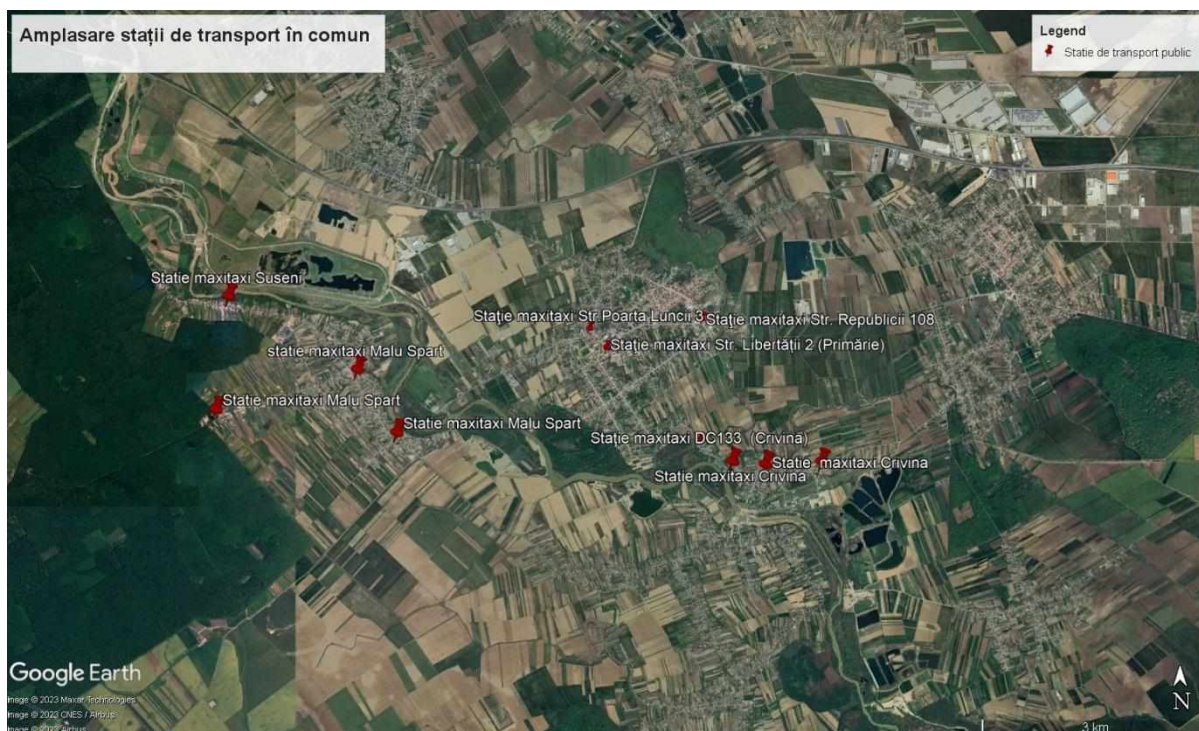 Amplasare stații de transport în comun
Legend
Statie de transport public
Statie maxitaxi Suseni
Stație maxitaxi Str.Poarta Luncii 3
Stație maxitaxi Str. Republicii 108
Stație maxitaxi Str. Libertății 2 (Primărie)
statie maxitaxi Malu Spart
Statie maxitaxi Malu Spart
Statie maxitaxi Malu Spart
Stație maxitaxi DC133 (Crivina)
Statie maxitaxi Crivina
Statie maxitaxi Crivina
Google Earth
Image © 2023 Maxar Technologies
Image © 2023 CNES / Airbus
Image © 2023 Airbus
N
3 km